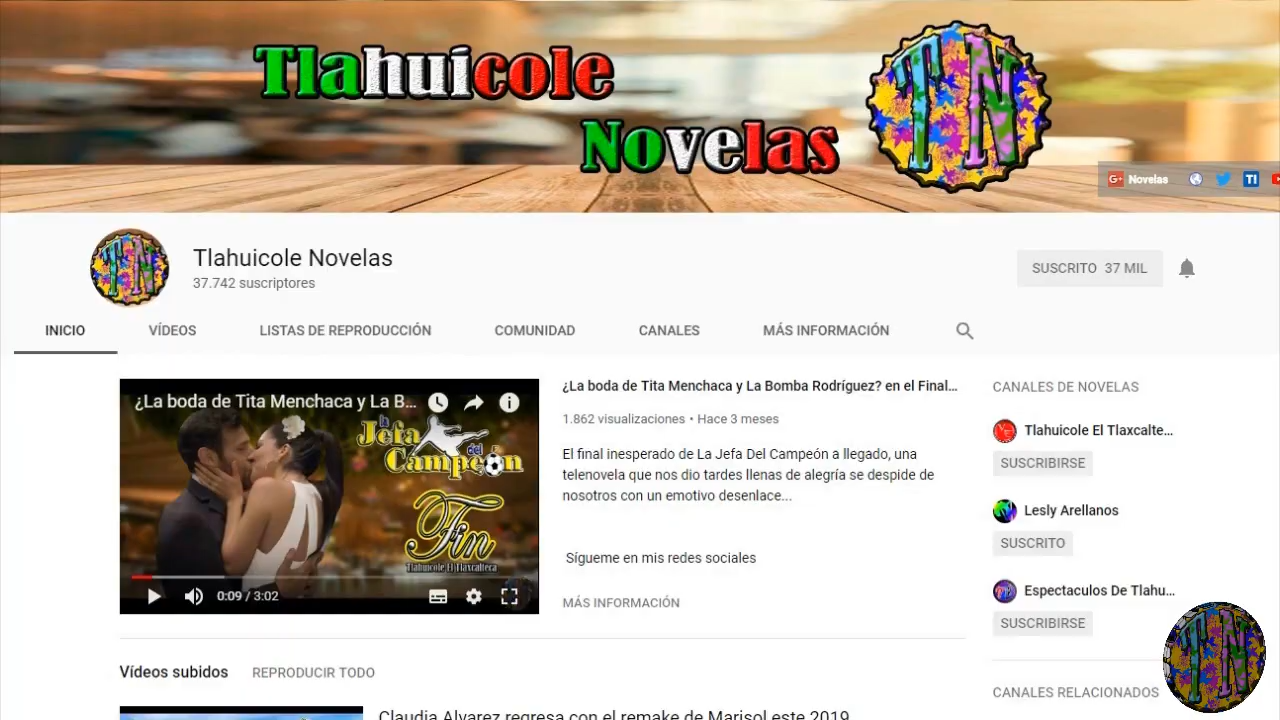 Tlahuicole
Novelas
TN
Novelas
Tlahuicole Novelas
37.742 suscriptores
SUSCRITO 37 MIL
INICIO
VÍDEOS
LISTAS DE REPRODUCCIÓN
COMUNIDAD
CANALES
MÁS INFORMACIÓN
¿La boda de Tita Menchaca y La B...
la
Jefa
del
Campeón
Fin
Tlahuicole El Tlaxcalteca
0:09 / 3:02
¿La boda de Tita Menchaca y La Bomba Rodríguez? en el Final...
1.862 visualizaciones • Hace 3 meses
El final inesperado de La Jefa Del Campeón a llegado, una
telenovela que nos dio tardes llenas de alegría se despide de
nosotros con un emotivo desenlace...
Sígueme en mis redes sociales
MÁS INFORMACIÓN
CANALES DE NOVELAS
Tlahuicole El Tlaxcalte...
SUSCRIBIRSE
Lesly Arellanos
SUSCRITO
Espectaculos De Tlahu...
SUSCRIBIRSE
TN
CANALES RELACIONADOS
Vídeos subidos
REPRODUCIR TODO
Claudia Alvarez regresa con el remake de Marisol este 2019